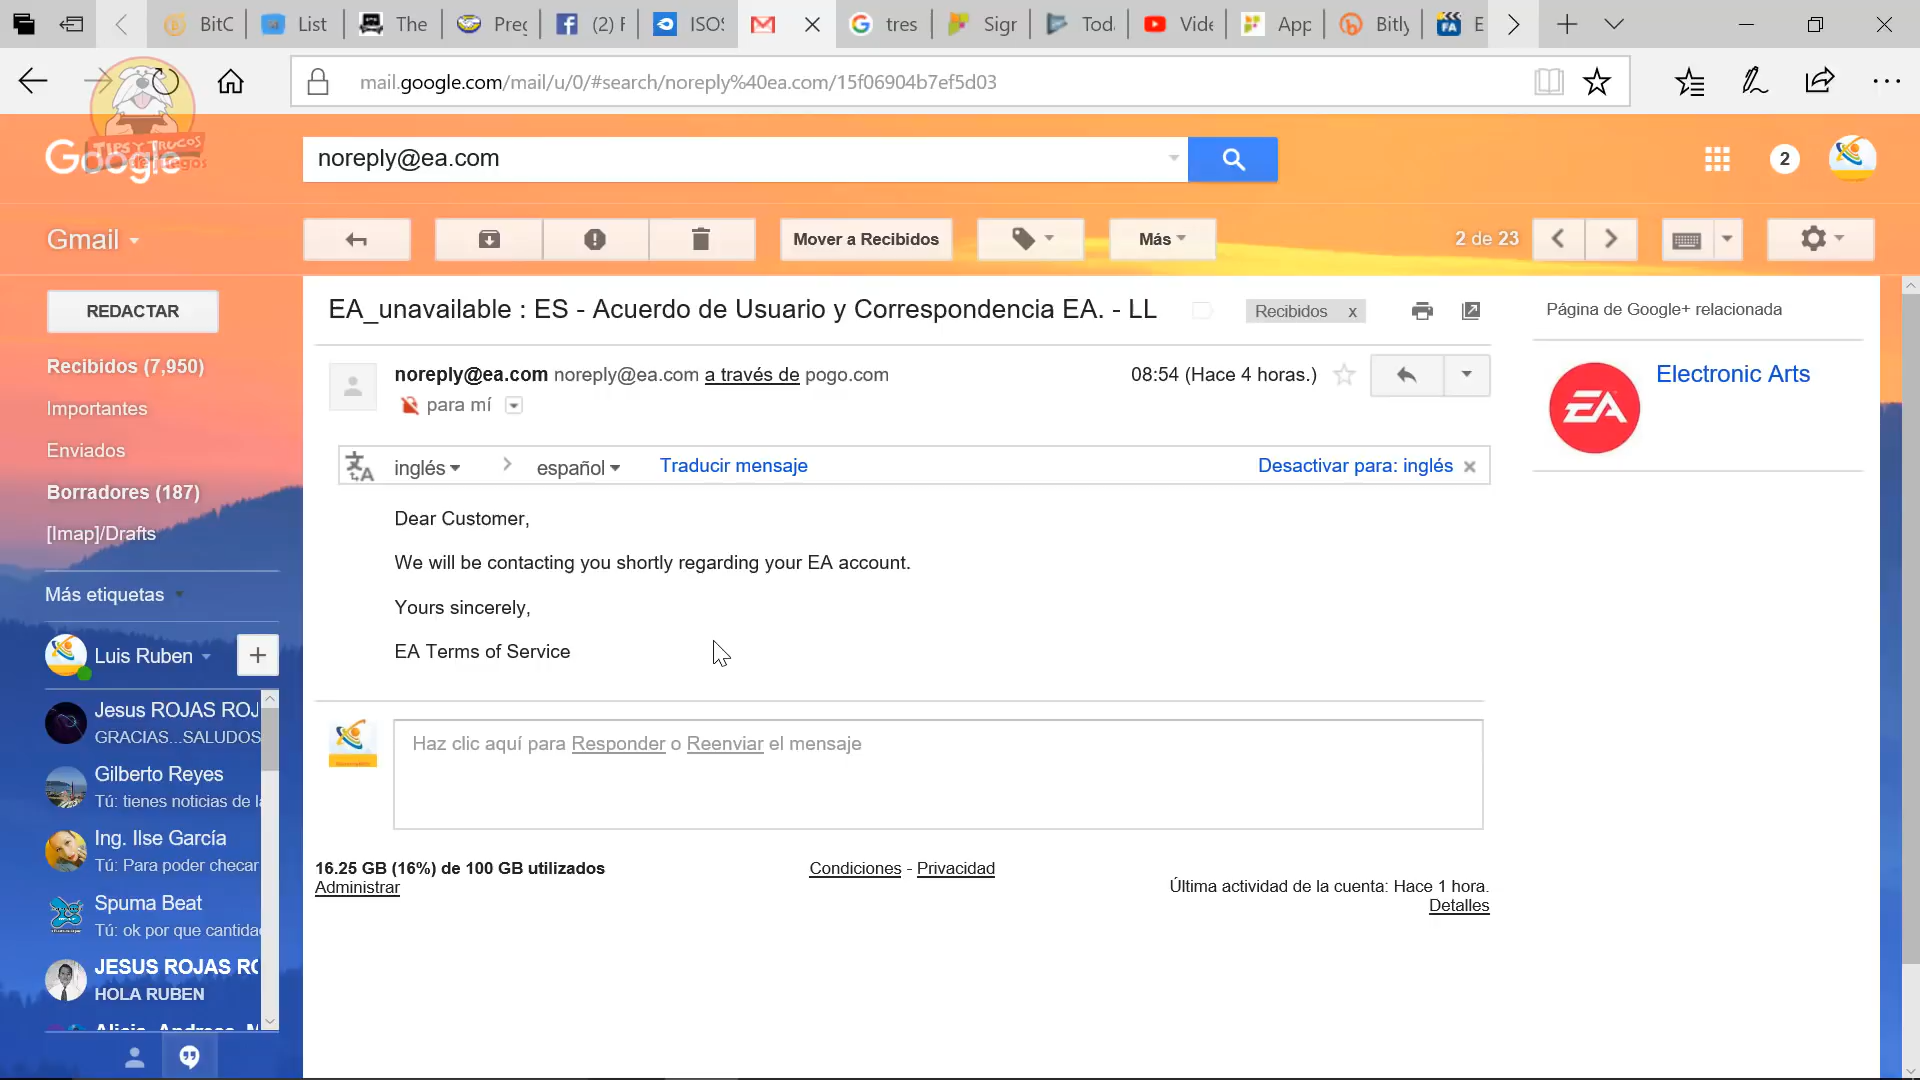 BitC
List
The
Preg
(2) F
ISOS
tres
Sigr
Tod
Vide
App
Bitly
E
mail.google.com/mail/u/0/#search/noreply%40ea.com/15f06904b7ef5d03
TIPS Y TRUCOS
Google
noreply@ea.com
2
Gmail
Mover a Recibidos
Más
2 de 23
REDACTAR
Recibidos (7,950)
Importantes
Enviados
Borradores (187)
[Imap]/Drafts
Más etiquetas
Luis Ruben
Jesus ROJAS ROJ
GRACIAS...SALUDOS
Gilberto Reyes
Tú: tienes noticias de la
Ing. Ilse García
Tú: Para poder checar
Spuma Beat
Tú: ok por que cantida
JESUS ROJAS RO
HOLA RUBEN
EA_unavailable : ES - Acuerdo de Usuario y Correspondencia EA. - LL
Recibidos x
noreply@ea.com noreply@ea.com a través de pogo.com
08:54 (Hace 4 horas.)
para mí
inglés
español
Traducir mensaje
Desactivar para: inglés
Dear Customer,
We will be contacting you shortly regarding your EA account.
Yours sincerely,
EA Terms of Service
Haz clic aquí para Responder o Reenviar el mensaje
16.25 GB (16%) de 100 GB utilizados
Administrar
Condiciones - Privacidad
Última actividad de la cuenta: Hace 1 hora.
Detalles
Página de Google+ relacionada
EA
Electronic Arts